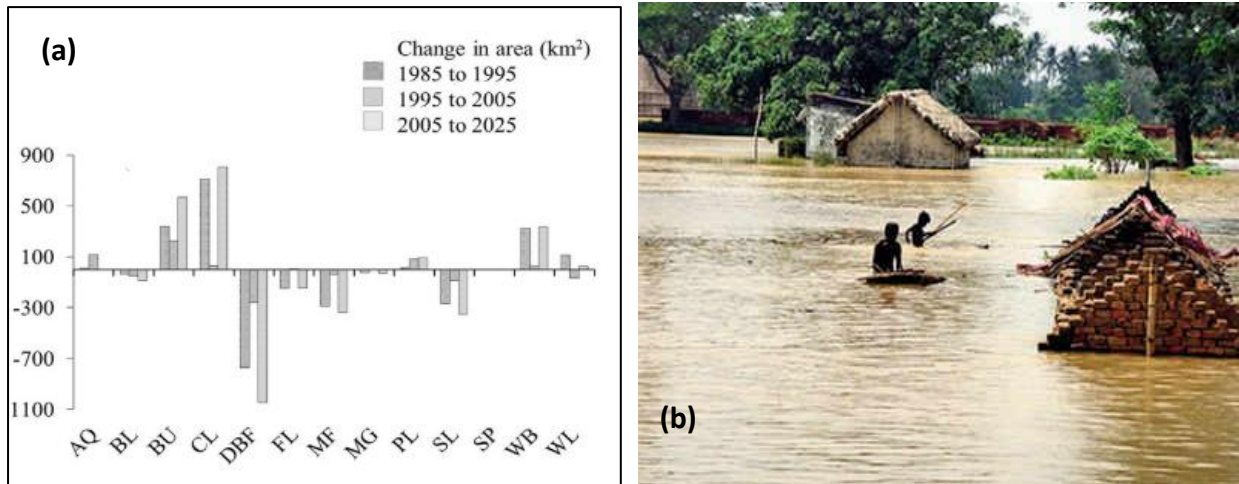 (a)
Change in area (km²)
1985 to 1995
1995 to 2005
2005 to 2025
900
500
100
-300
-700
1100
AQ
BL
BU
CL
DBF
FL
MF
MG
PL
SL
SP
WB
WL
(b)